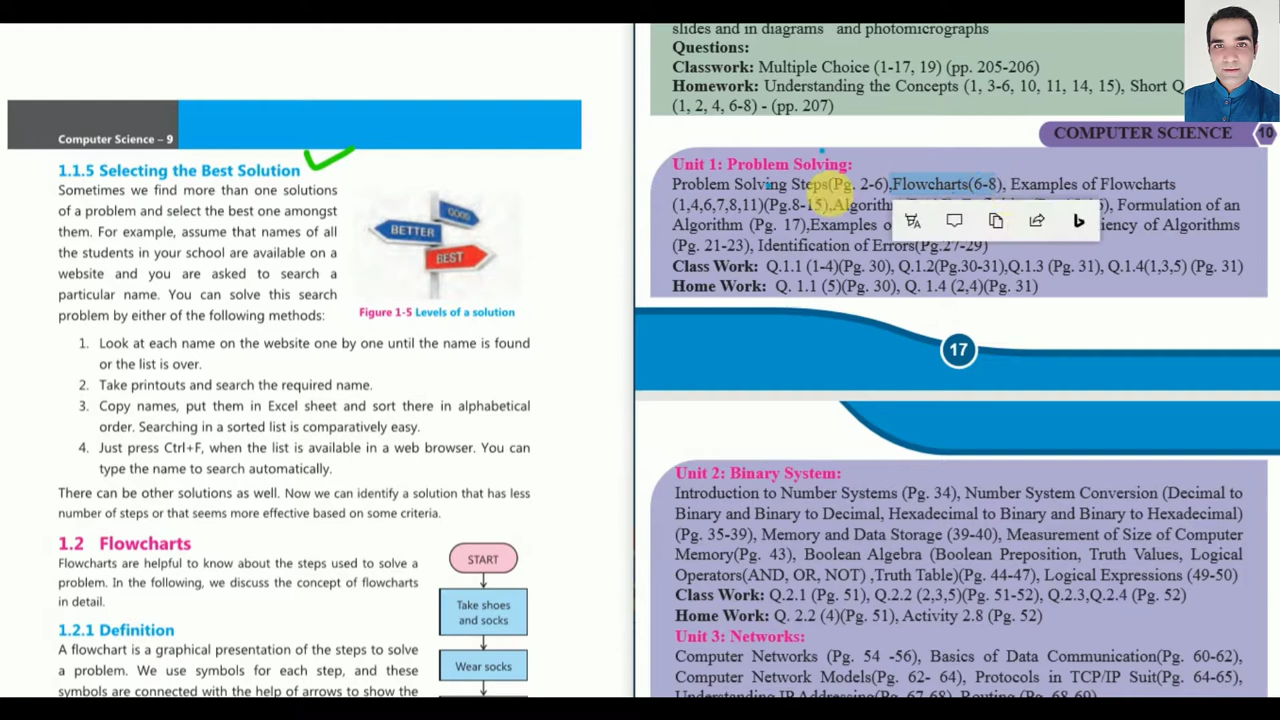 Computer Science – 9
1.1.5 Selecting the Best Solution
Sometimes we find more than one solutions
of a problem and select the best one amongst
them. For example, assume that names of all
the students in your school are available on a
website and you are asked to search a
particular name. You can solve this search
problem by either of the following methods:
GOOD
BETTER
BEST
Figure 1-5 Levels of a solution
1. Look at each name on the website one by one until the name is found
or the list is over.
2. Take printouts and search the required name.
3. Copy names, put them in Excel sheet and sort there in alphabetical
order. Searching in a sorted list is comparatively easy.
4. Just press Ctrl+F, when the list is available in a web browser. You can
type the name to search automatically.
There can be other solutions as well. Now we can identify a solution that has less
number of steps or that seems more effective based on some criteria.
1.2 Flowcharts
Flowcharts are helpful to know about the steps used to solve a
problem. In the following, we discuss the concept of flowcharts
in detail.
1.2.1 Definition
A flowchart is a graphical presentation of the steps to solve
a problem. We use symbols for each step, and these
symbols are connected with the help of arrows to show the
START
Take shoes
and socks
Wear socks
slides and in diagrams and photomicrographs
Questions:
Classwork: Multiple Choice (1-17, 19) (pp. 205-206)
Homework: Understanding the Concepts (1, 3-6, 10, 11, 14, 15), Short Q
(1, 2, 4, 6-8) - (pp. 207)
COMPUTER SCIENCE 10
Unit 1: Problem Solving:
Problem Solving Steps(Pg. 2-6),Flowcharts(6-8), Examples of Flowcharts
(1,4,6,7,8,11)(Pg.8-15),Algorithm Formulation of an
Algorithm (Pg. 17),Examples of Algorithms
(Pg. 21-23), Identification of Errors(Pg.27-29)
Class Work: Q.1.1 (1-4)(Pg. 30), Q.1.2(Pg.30-31),Q.1.3 (Pg. 31), Q.1.4(1,3,5) (Pg. 31)
Home Work: Q. 1.1 (5)(Pg. 30), Q. 1.4 (2,4)(Pg. 31)
17
Unit 2: Binary System:
Introduction to Number Systems (Pg. 34), Number System Conversion (Decimal to
Binary and Binary to Decimal, Hexadecimal to Binary and Binary to Hexadecimal)
(Pg. 35-39), Memory and Data Storage (39-40), Measurement of Size of Computer
Memory(Pg. 43), Boolean Algebra (Boolean Preposition, Truth Values, Logical
Operators(AND, OR, NOT) ,Truth Table)(Pg. 44-47), Logical Expressions (49-50)
Class Work: Q.2.1 (Pg. 51), Q.2.2 (2,3,5)(Pg. 51-52), Q.2.3,Q.2.4 (Pg. 52)
Home Work: Q. 2.2 (4)(Pg. 51), Activity 2.8 (Pg. 52)
Unit 3: Networks:
Computer Networks (Pg. 54 -56), Basics of Data Communication(Pg. 60-62),
Computer Network Models(Pg. 62- 64), Protocols in TCP/IP Suit(Pg. 64-65),
Understanding IP Addressing(Pg. 67-68), Routing (Pg. 68-69)